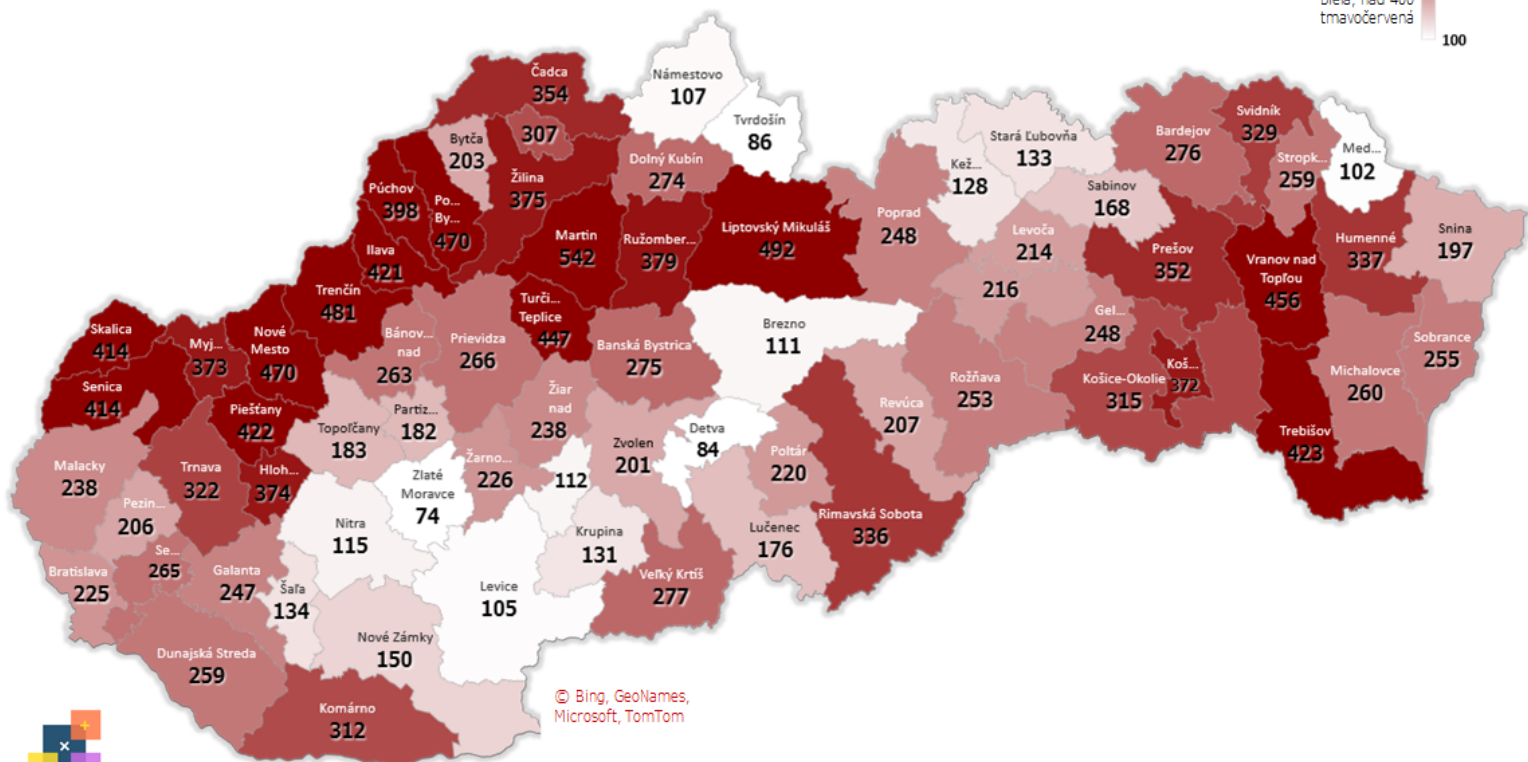 biela, nad 400
tmavočervená
100
Čadca
354
Námestovo
107
Tvrdošín
86
Bytča
203
307
Žilina
375
Dolný Kubín
274
Púchov
398
Po...
By...
470
Ilava
421
Martin
542
Ružomber...
379
Liptovský Mikuláš
492
Poprad
248
Kež...
128
Stará Ľubovňa
133
Sabinov
168
Levoča
214
216
Bardejov
276
Svidník
329
Stropk...
259
Med...
102
Snina
197
Humenné
337
Vranov nad
Topľou
456
Prešov
352
Gel...
248
Sobrance
255
Michalovce
260
Trebišov
423
Koš...
372
Košice-Okolie
315
Rožňava
253
Revúca
207
Rimavská Sobota
336
Brezno
111
Banská Bystrica
275
Turči...
Teplice
447
Prievidza
266
Bánov...
nad
263
Trenčín
481
Nové
Mesto
470
Myj...
373
Skalica
414
Senica
414
Piešťany
422
Hloh...
374
Trnava
322
Malacky
238
Pezin...
206
Se...
265
Bratislava
225
Galanta
247
Dunajská Streda
259
Komárno
312
Nové Zámky
150
Šaľa
134
Nitra
115
Topoľčany
183
Partiz...
182
Zlaté
Moravce
74
Žarno...
226
Žiar
nad
238
112
Zvolen
201
Detva
84
Poltár
220
Lučenec
176
Krupina
131
Veľký Krtíš
277
Levice
105
© Bing, GeoNames,
Microsoft, TomTom